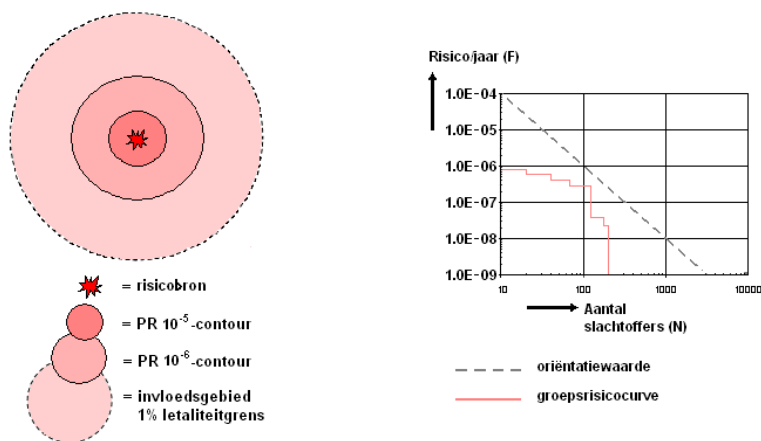 = risicobron
= PR 10⁻⁵-contour
= PR 10⁻⁶-contour
= invloedsgebied
1% letaliteitgrens
Risico/jaar (F)
1.0E-04
1.0E-05
1.0E-06
1.0E-07
1.0E-08
1.0E-09
10
100
1000
10000
Aantal
slachtoffers (N)
oriëntatiewaarde
groepsrisicocurve